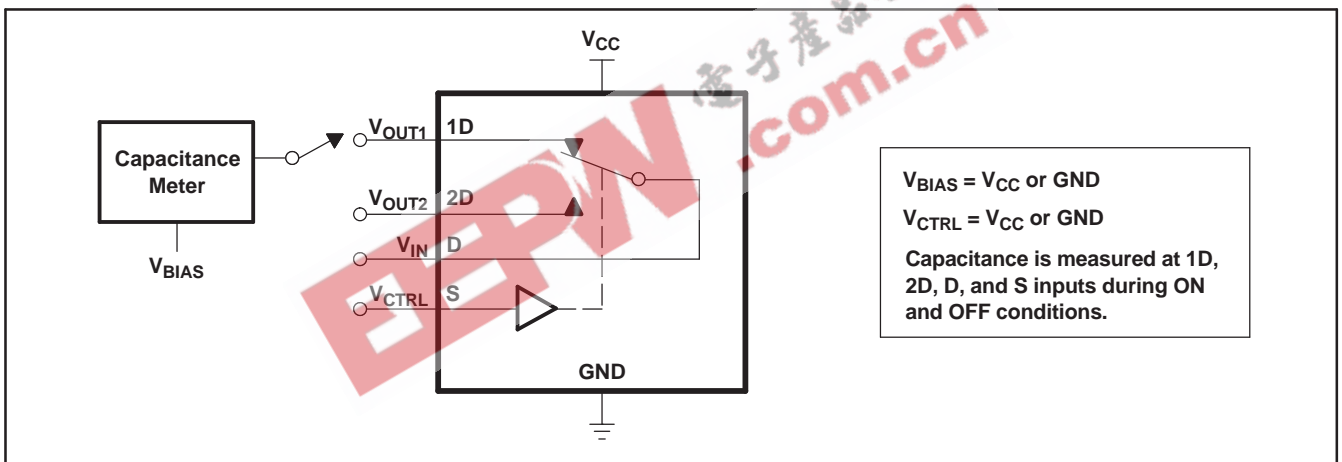 電子產品
.com.cn
EEPW
VCC
VOUT1 1D
Capacitance
Meter
VOUT2 2D
VIN D
VBIAS
VCTRL S
GND
VBIAS = VCC or GND
VCTRL = VCC or GND
Capacitance is measured at 1D,
2D, D, and S inputs during ON
and OFF conditions.